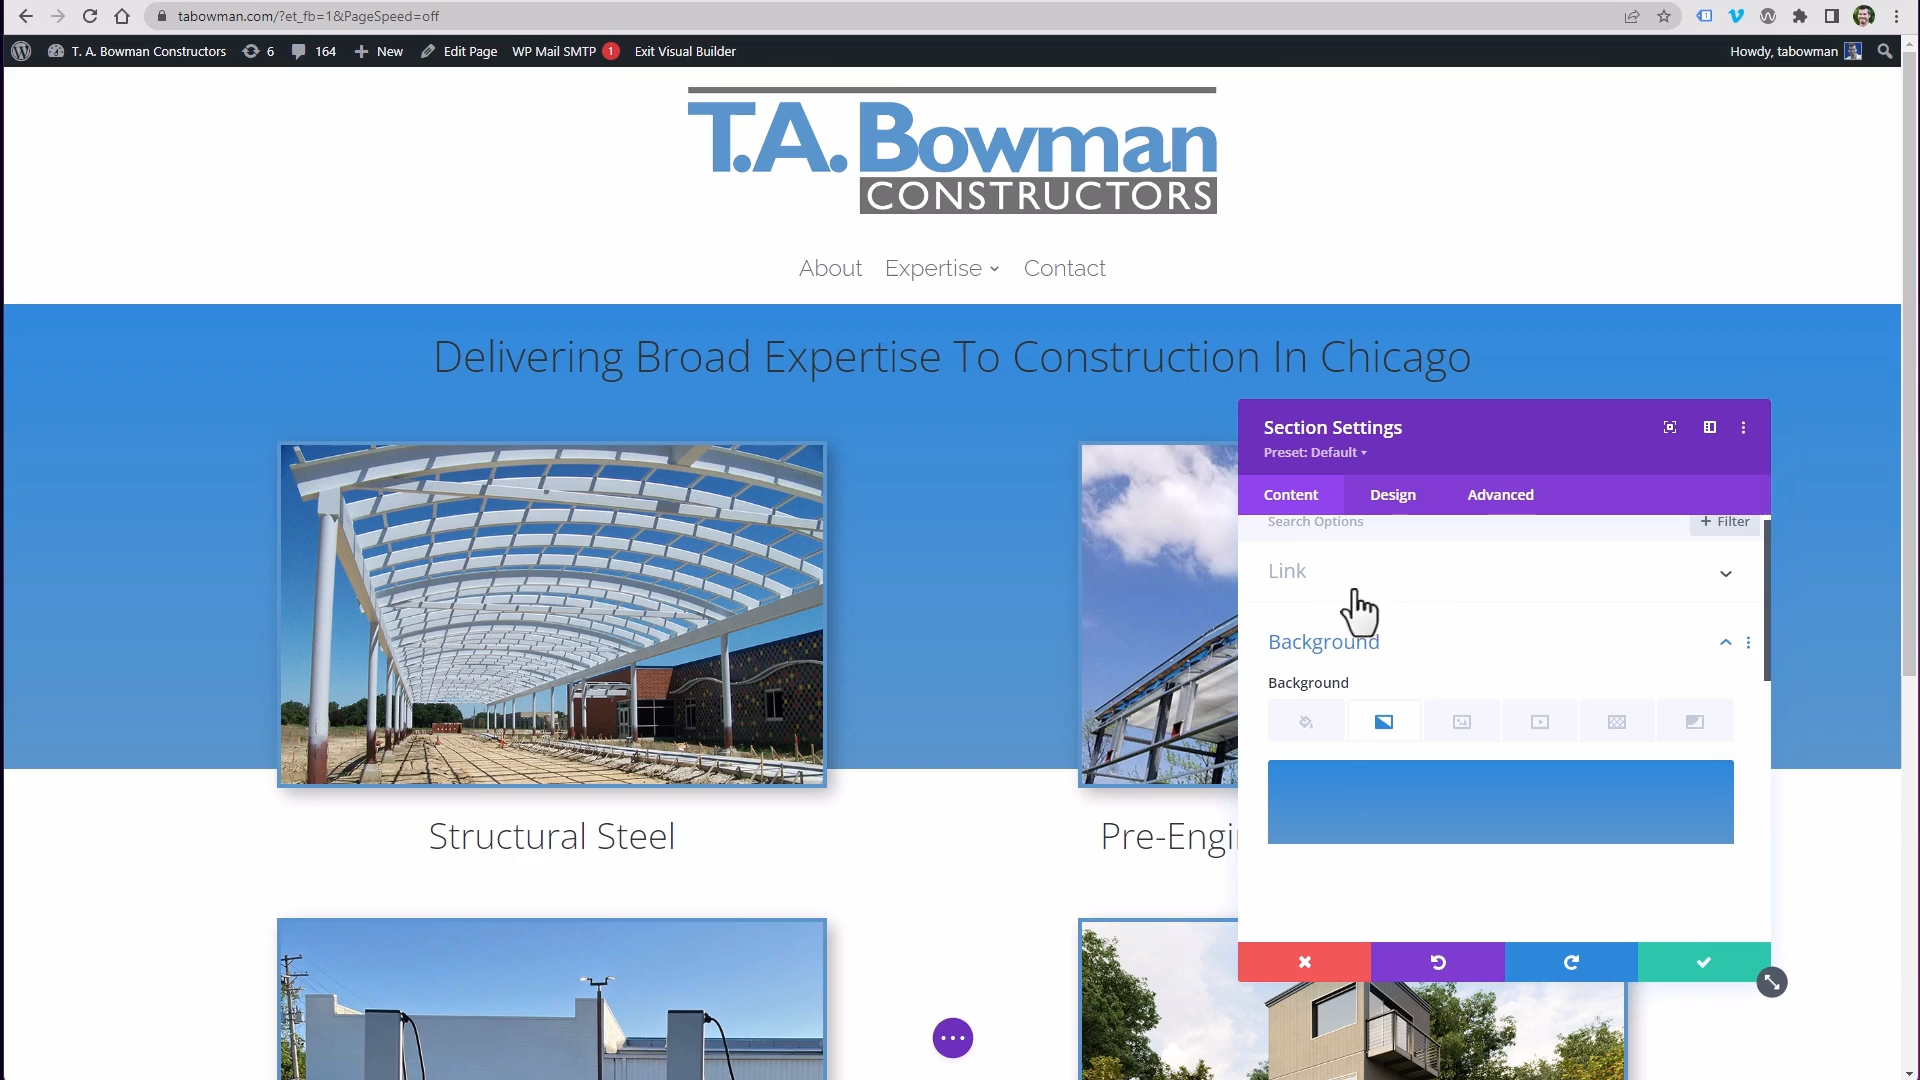 tabowman.com/?et_fb=1&PageSpeed=off
T. A. Bowman Constructors 6 164 New Edit Page WP Mail SMTP 1 Exit Visual Builder Howdy, tabowman
T.A. Bowman
CONSTRUCTORS
About Expertise Contact
Delivering Broad Expertise To Construction In Chicago
Section Settings
Preset: Default
Content Design Advanced
Search Options + Filter
Link
Background
Background
Structural Steel
Pre-Engi